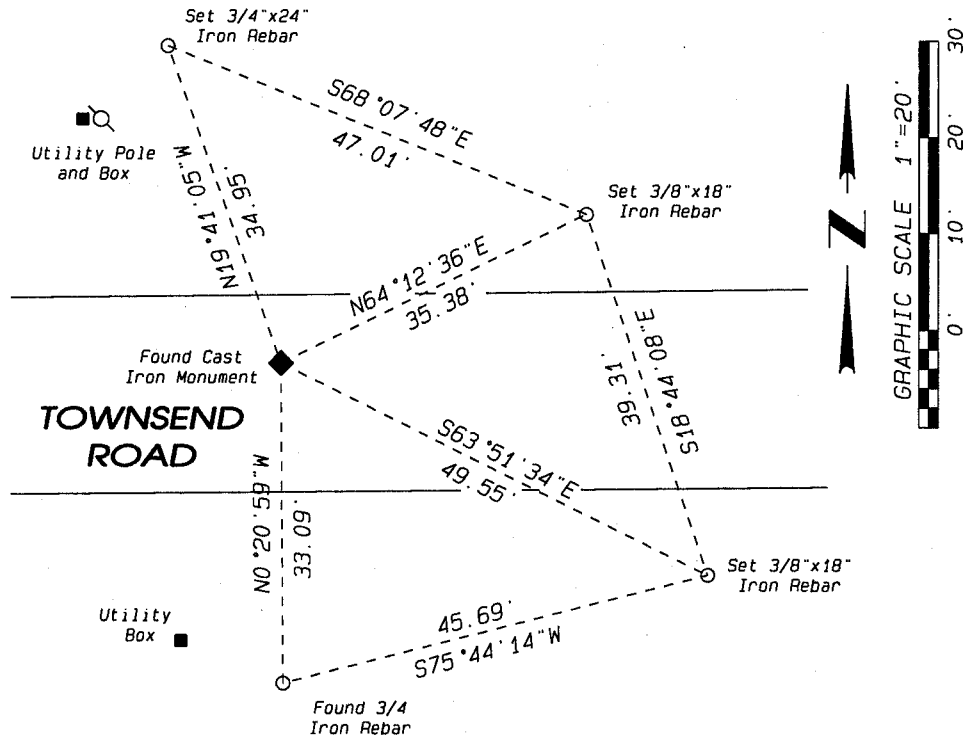 Set 3/4"x24"
Iron Rebar
S68°07'48"E
47.01'
Utility Pole
and Box
N19°41'05"W
34.95'
Set 3/8"x18"
Iron Rebar
N64°12'36"E
35.38'
Found Cast
Iron Monument
TOWNSEND
ROAD
S18°44'08"E
39.31'
S63°51'34"E
49.55'
N0°02'59"W
33.09'
Set 3/8"x18"
Iron Rebar
Utility
Box
45.69'
S75°44'14"W
Found 3/4
Iron Rebar
N
GRAPHIC SCALE 1"=20'
0'
10'
20'
30'